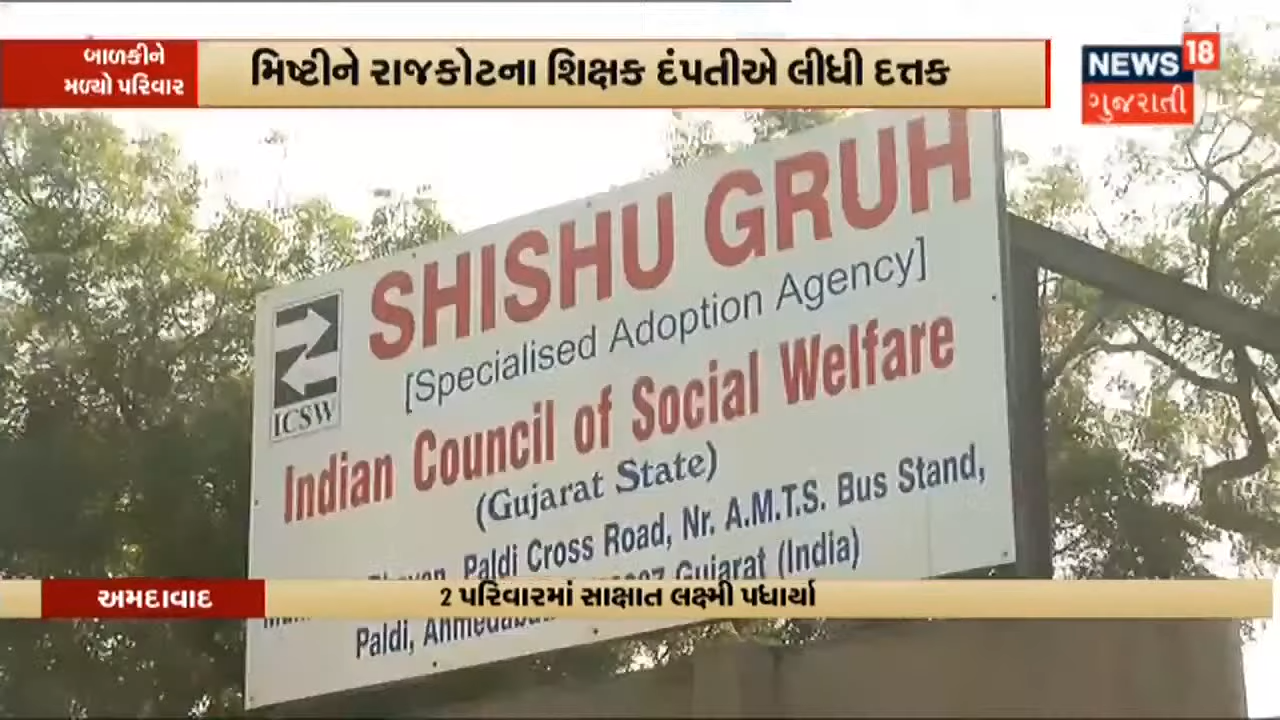 બાળકીને
મળ્યો પરિવાર
મિષ્ટીને રાજકોટના શિક્ષક દંપતીએ લીધી દત્તક
NEWS 18
ગુજરાતી
SHISHU GRUH
[Specialised Adoption Agency]
ICSW
Indian Council of Social Welfare
(Gujarat State)
Paldi Cross Road, Nr. A.M.T.S. Bus Stand,
Paldi, Gujarat (India)
અમદાવાદ
2 પરિવારમાં સાક્ષાત લક્ષ્મી પધાર્યા